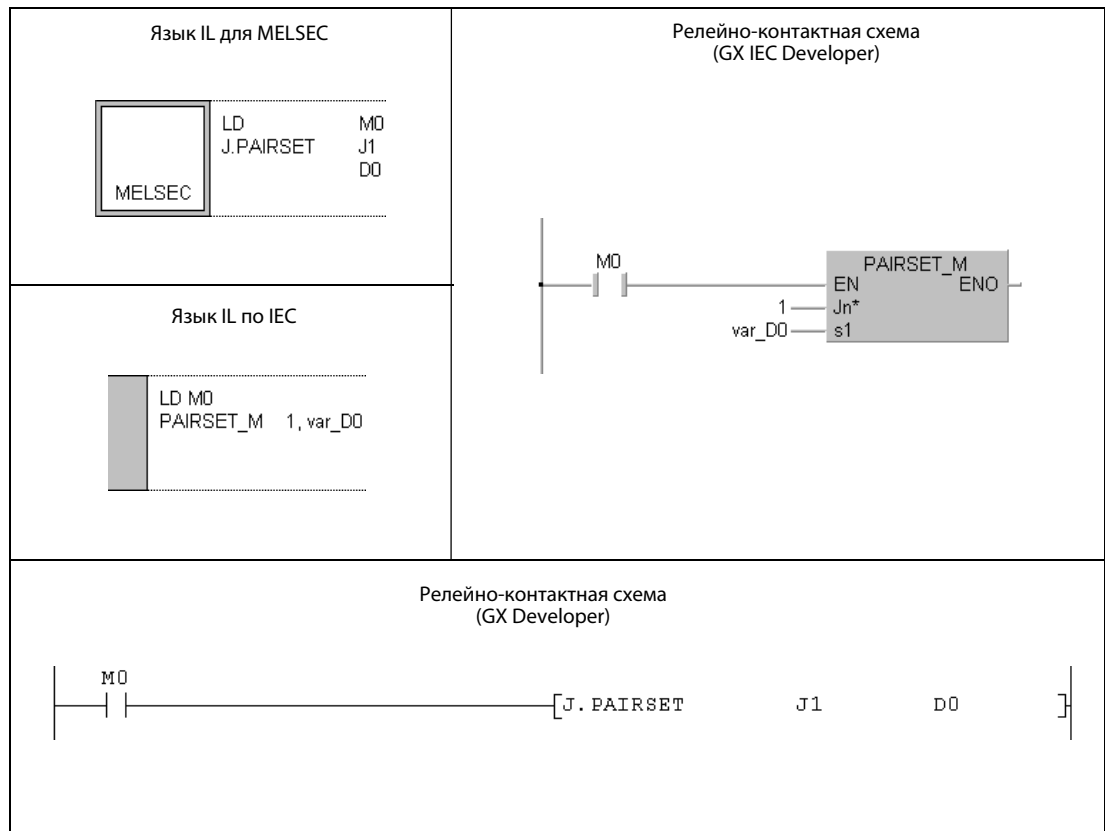 Язык IL для MELSEC
LD M0
J.PAIRSET J1
D0
MELSEC
Язык IL по IEC
LD M0
PAIRSET_M 1, var_D0
Релейно-контактная схема
(GX IEC Developer)
M0
PAIRSET_M
EN ENO
1 Jn*
var_D0 s1
Релейно-контактная схема
(GX Developer)
M0
[J.PAIRSET J1 D0 ]